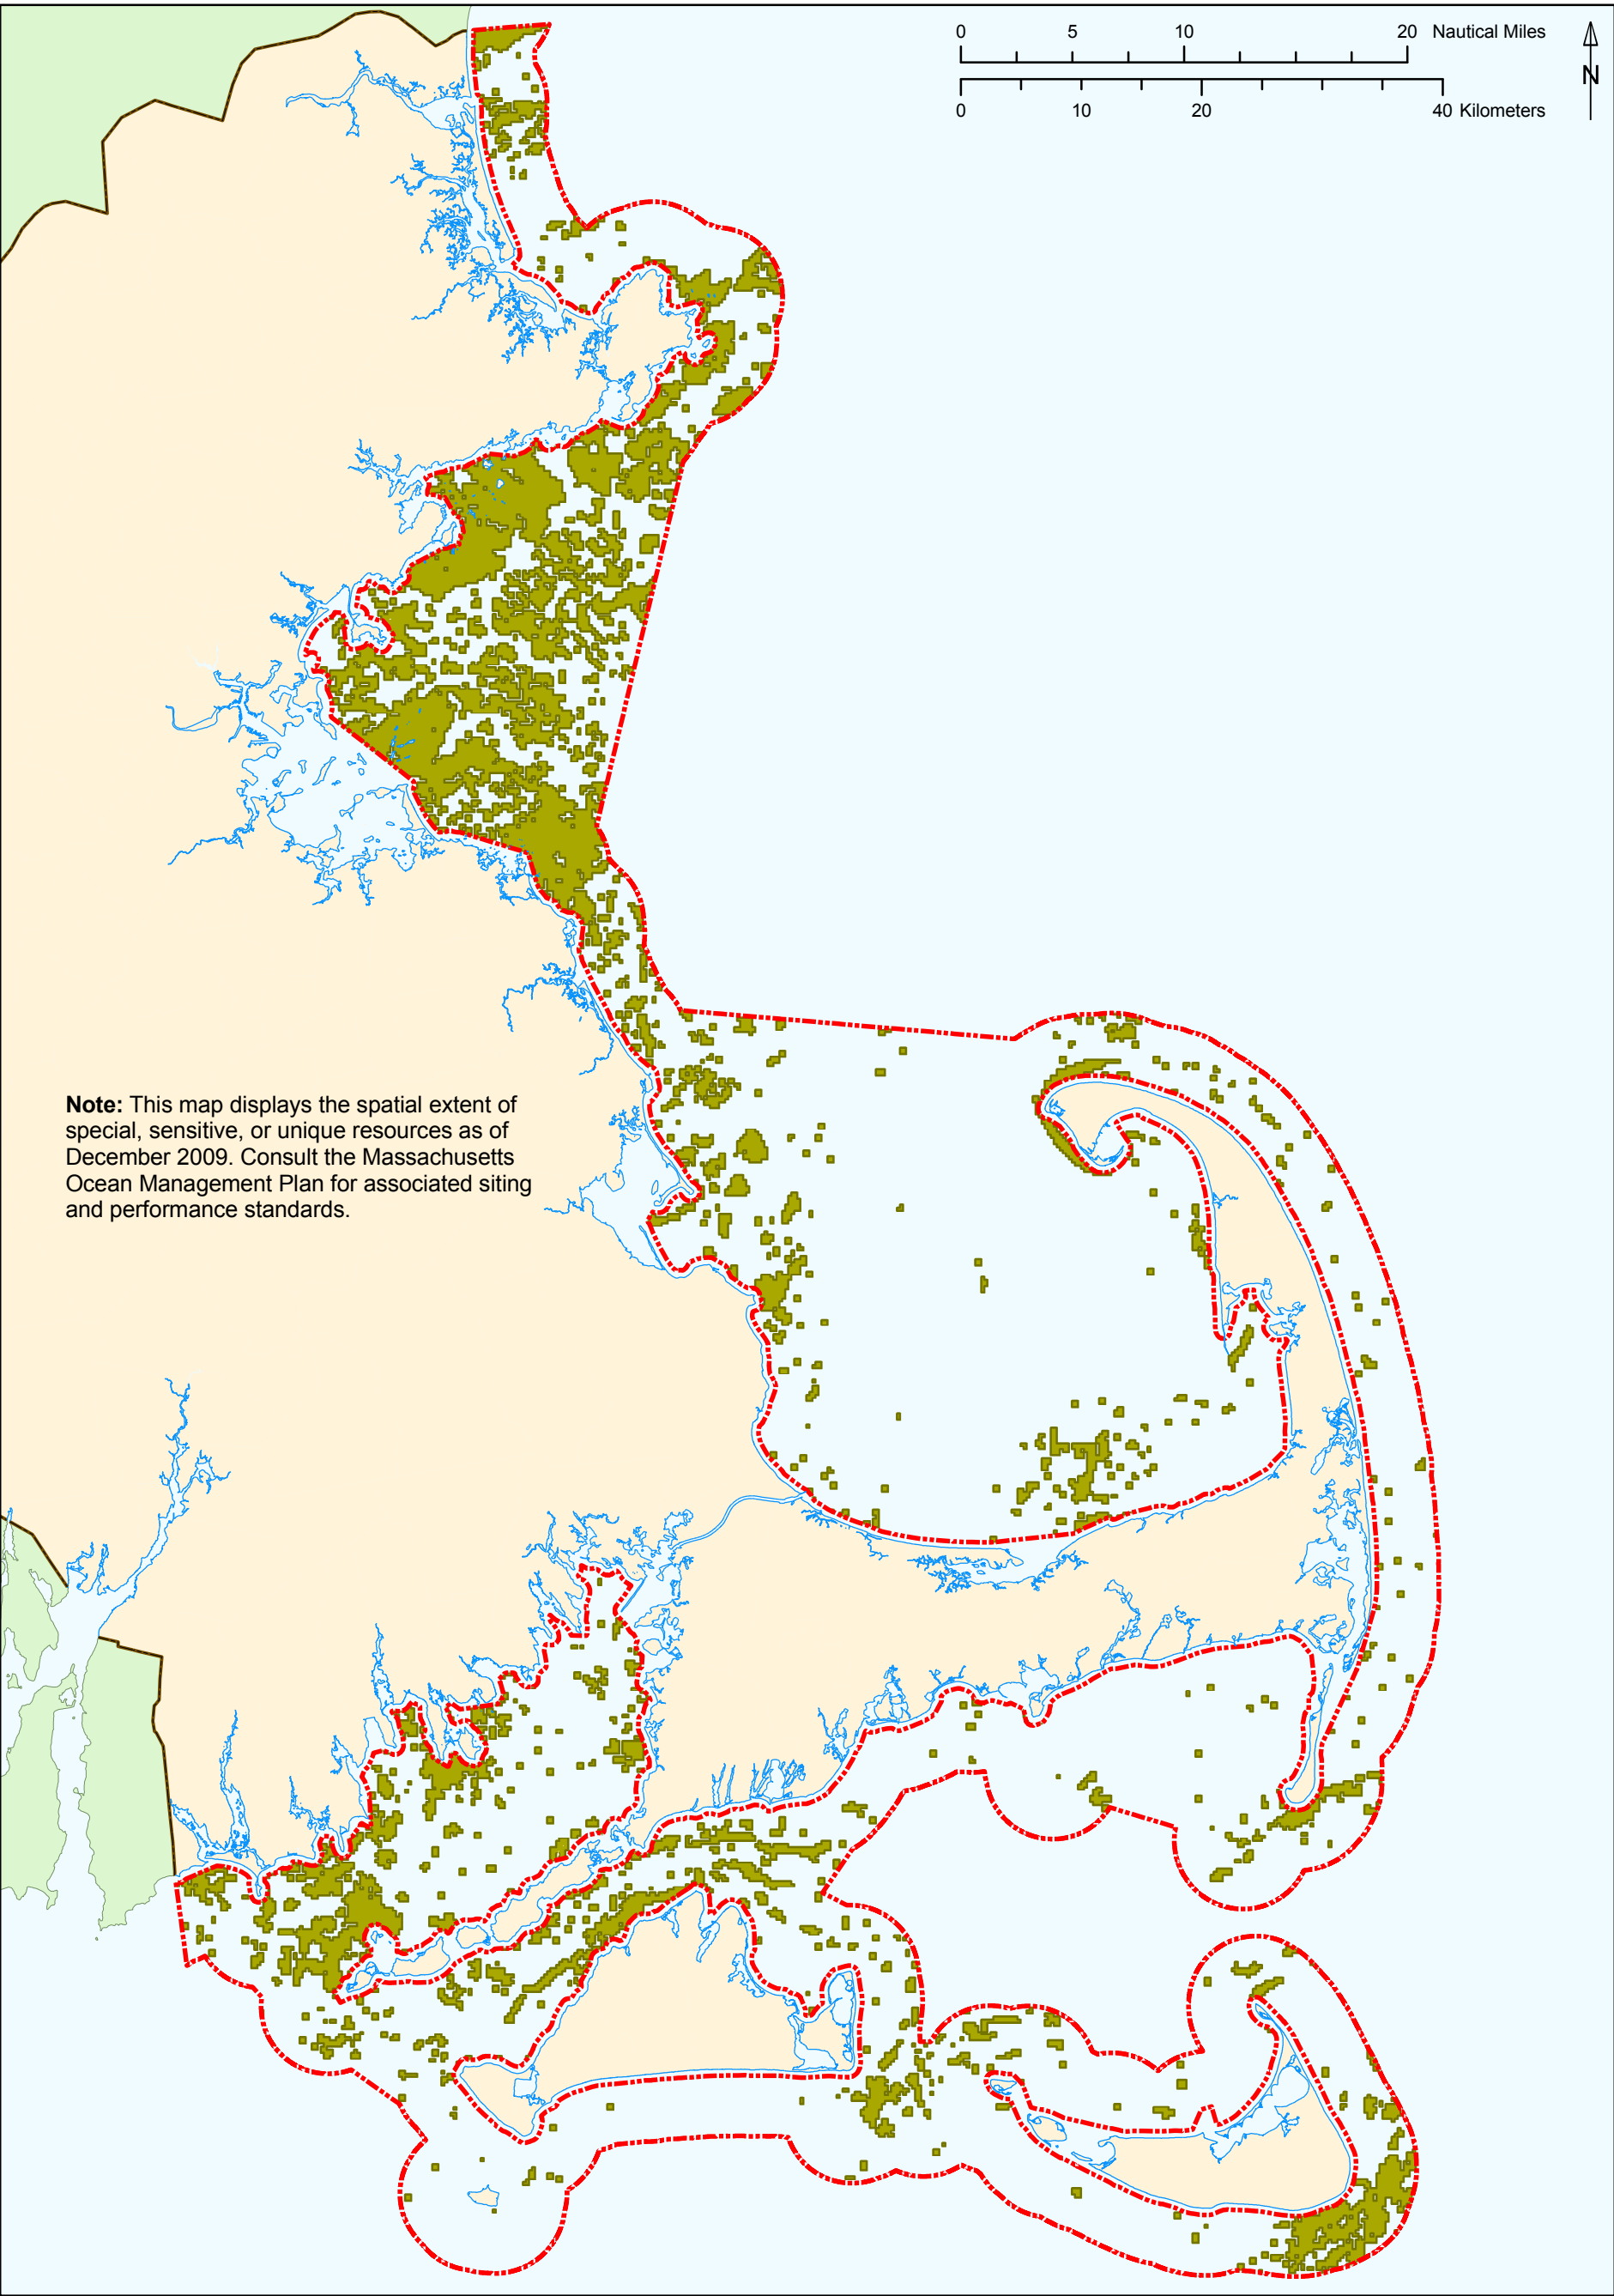 0 5 10 20 Nautical Miles
N
0 10 20 40 Kilometers
Note: This map displays the spatial extent of
special, sensitive, or unique resources as of
December 2009. Consult the Massachusetts
Ocean Management Plan for associated siting
and performance standards.